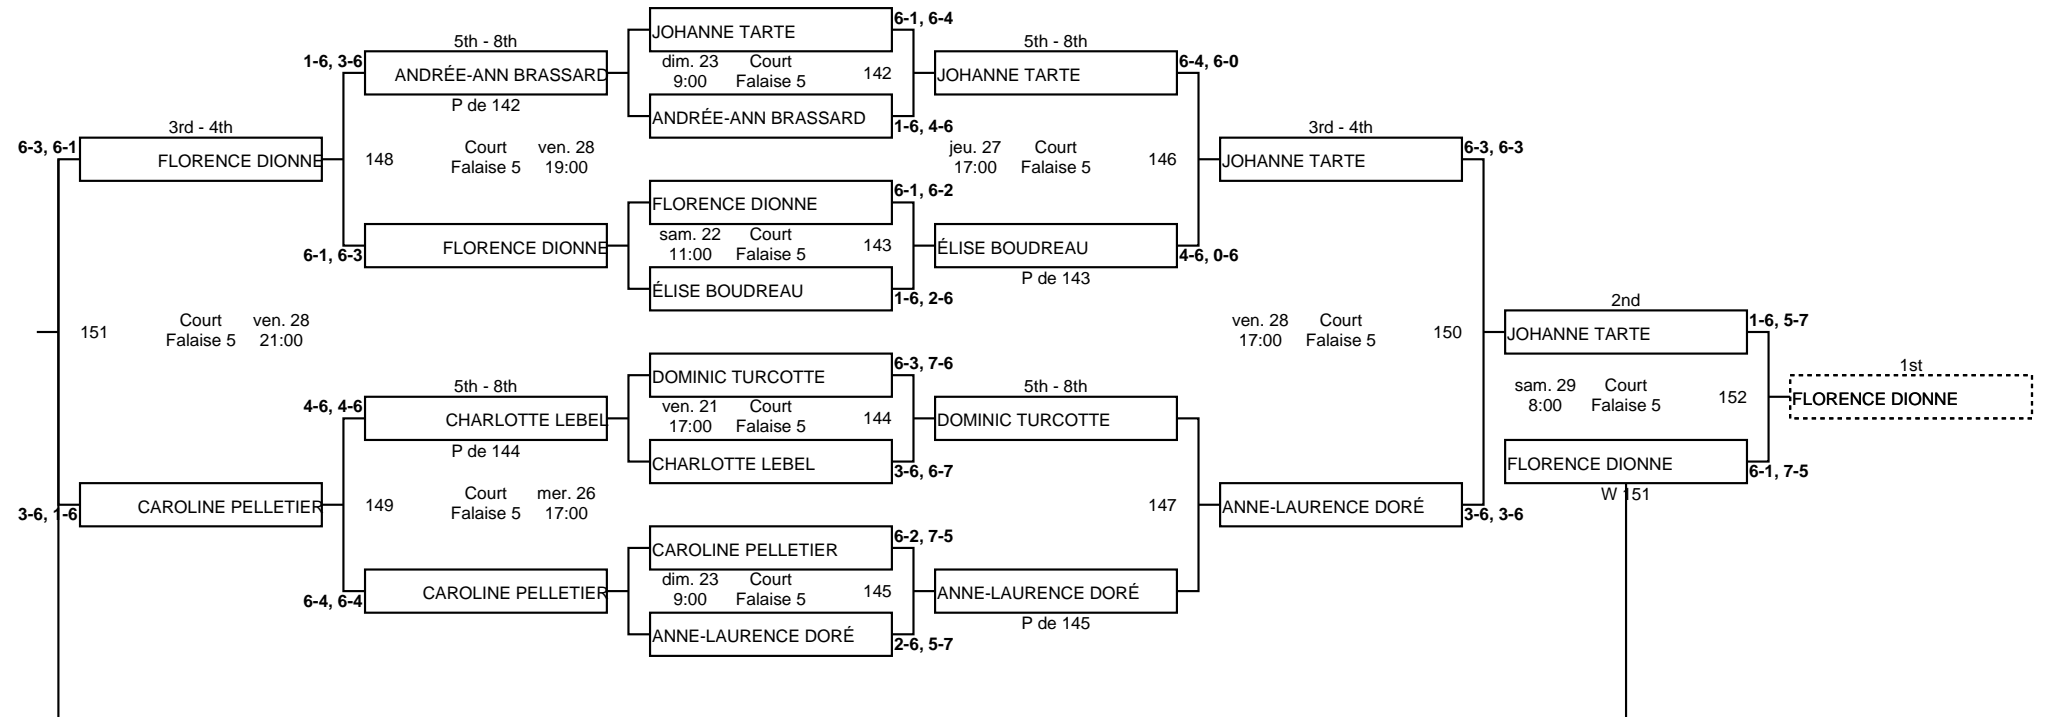 JOHANNE TARTE
6-1, 6-4
5th - 8th
5th - 8th
1-6, 3-6
ANDRÉE-ANN BRASSARD
dim. 23 Court
9:00 Falaise 5
142
JOHANNE TARTE
6-4, 6-0
P de 142
ANDRÉE-ANN BRASSARD
1-6, 4-6
3rd - 4th
3rd - 4th
6-3, 6-1
FLORENCE DIONNE
148
Court ven. 28
Falaise 5 19:00
jeu. 27 Court
17:00 Falaise 5
146
JOHANNE TARTE
6-3, 6-3
FLORENCE DIONNE
6-1, 6-2
6-1, 6-3
FLORENCE DIONNE
sam. 22 Court
11:00 Falaise 5
143
ÉLISE BOUDREAU
4-6, 0-6
P de 143
ÉLISE BOUDREAU
1-6, 2-6
151
Court ven. 28
Falaise 5 21:00
ven. 28 Court
17:00 Falaise 5
150
2nd
JOHANNE TARTE
1-6, 5-7
DOMINIC TURCOTTE
6-3, 7-6
5th - 8th
5th - 8th
4-6, 4-6
CHARLOTTE LEBEL
ven. 21 Court
17:00 Falaise 5
144
DOMINIC TURCOTTE
sam. 29 Court
8:00 Falaise 5
152
1st
FLORENCE DIONNE
P de 144
CHARLOTTE LEBEL
3-6, 6-7
FLORENCE DIONNE
6-1, 7-5
W 151
3-6, 1-6
CAROLINE PELLETIER
149
Court mer. 26
Falaise 5 17:00
147
ANNE-LAURENCE DORÉ
3-6, 3-6
CAROLINE PELLETIER
6-2, 7-5
6-4, 6-4
CAROLINE PELLETIER
dim. 23 Court
9:00 Falaise 5
145
ANNE-LAURENCE DORÉ
P de 145
ANNE-LAURENCE DORÉ
2-6, 5-7